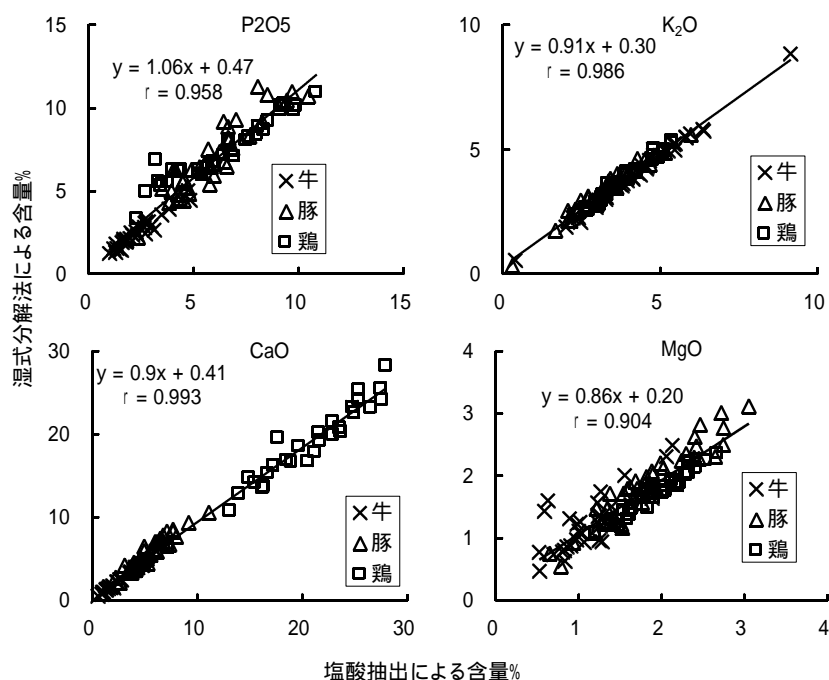 P2O5
15
y = 1.06x + 0.47
r = 0.958
10
5
0
0 5 10 15
牛
豚
鶏
K₂O
10
y = 0.91x + 0.30
r = 0.986
5
0
0 5 10
牛
豚
鶏
CaO
30
y = 0.9x + 0.41
r = 0.993
20
10
0
0 10 20 30
牛
豚
鶏
MgO
4
y = 0.86x + 0.20
r = 0.904
3
2
1
0
0 1 2 3 4
牛
豚
鶏
湿式分解法による含量%
塩酸抽出による含量%